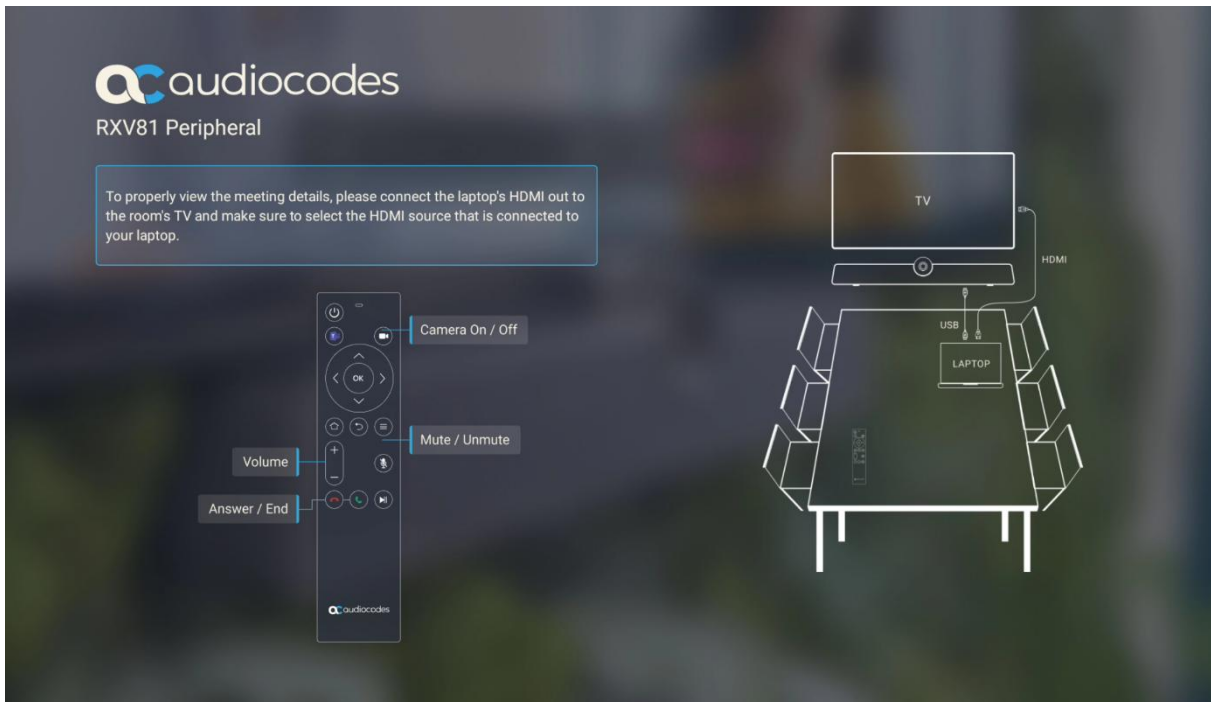 audiocodes
RXV81 Peripheral
To properly view the meeting details, please connect the laptop's HDMI out to
the room's TV and make sure to select the HDMI source that is connected to
your laptop.
Camera On / Off
OK
Mute / Unmute
Volume
Answer / End
audiocodes
TV
HDMI
USB
LAPTOP